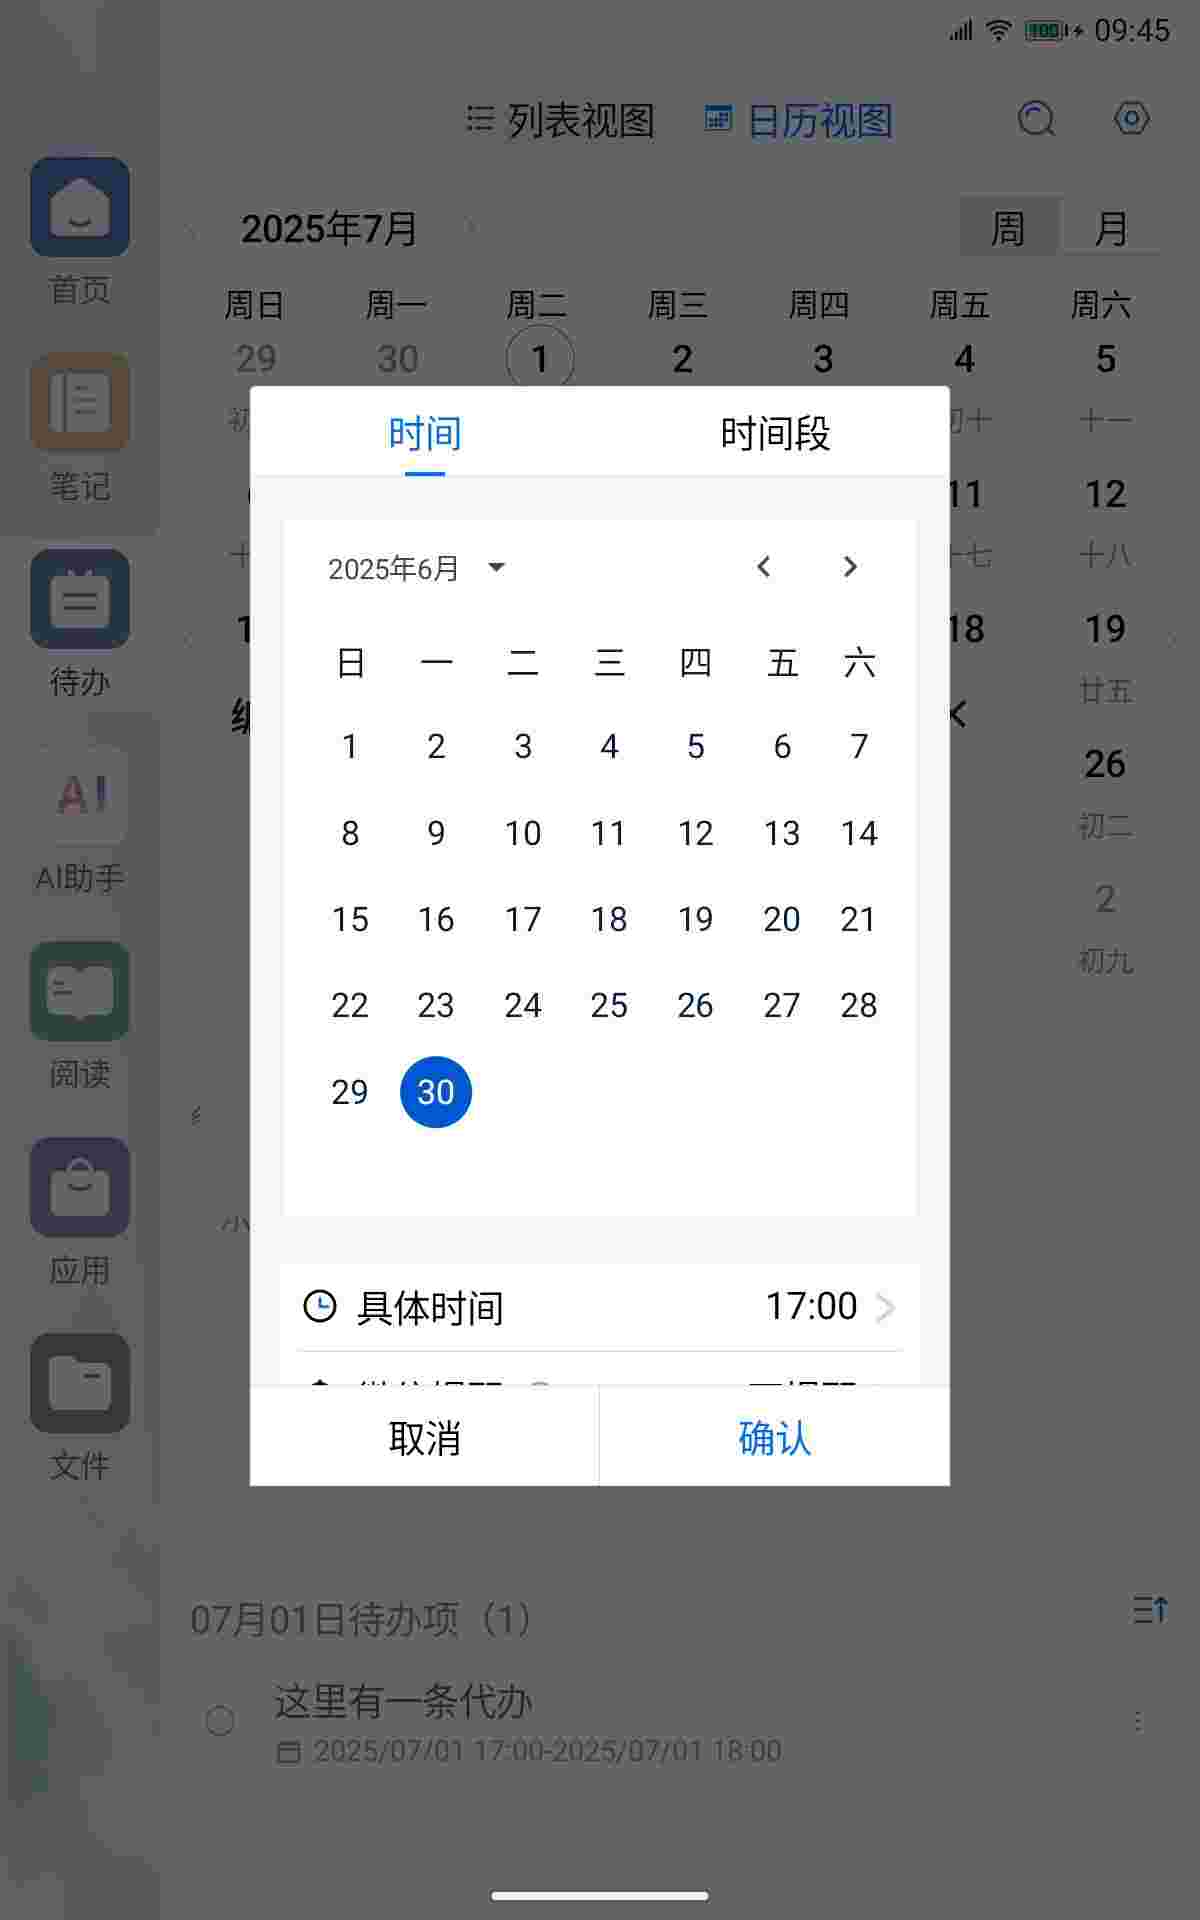 100 09:45
列表视图 日历视图
2025年7月 周 月
周日 周一 周二 周三 周四 周五 周六
29 30 1 2 3 4 5
初 初十 十一
11 12
十 十七 十八
1 18 19
廿五
26
初二
2
初九
首页
笔记
待办
AI
AI助手
阅读
应用
文件
时间 时间段
2025年6月
日 一 二 三 四 五 六
1 2 3 4 5 6 7
8 9 10 11 12 13 14
15 16 17 18 19 20 21
22 23 24 25 26 27 28
29 30
具体时间 17:00
取消 确认
07月01日待办项（1）
这里有一条代办
2025/07/01 17:00-2025/07/01 18:00